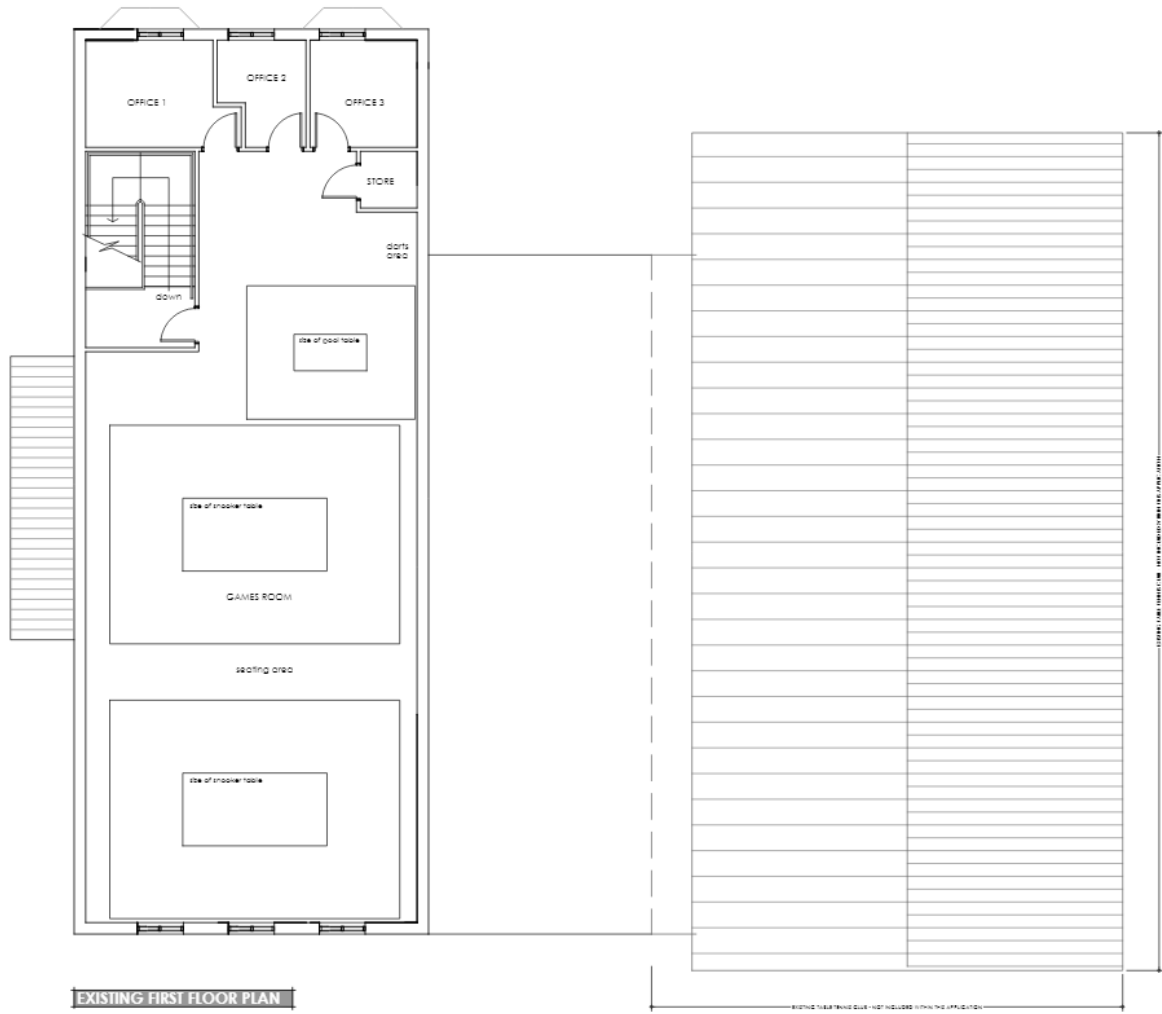 OFFICE 1
OFFICE 2
OFFICE 3
STORE
darts
area
down
size of pool table
size of snooker table
GAMES ROOM
seating area
size of snooker table
EXISTING FIRST FLOOR PLAN
EXISTING TABLE TENNIS CLUB - NOT INCLUDED WITHIN THIS APPLICATION